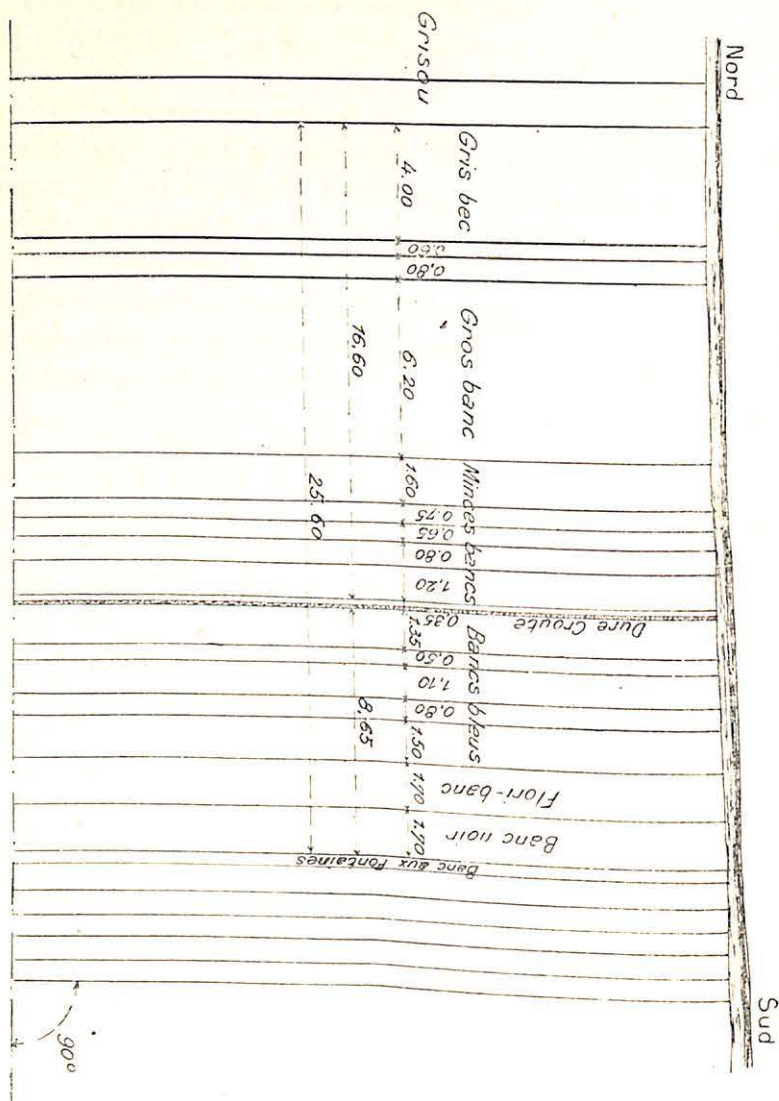 Nord
Sud
Grisou
Gris bec
Gros banc
Minces bancs
Bancs bleus
4.00
0.60
0,80
6.20
1.60
0.75
0.65
0.80
1,20
0.35
1.35
0.50
1.10
0.80
1.50
1.70
1.70
16,60
8,65
25.60
Dure Croute
Flori-banc
Banc noir
Banc aux Fontaines
90°